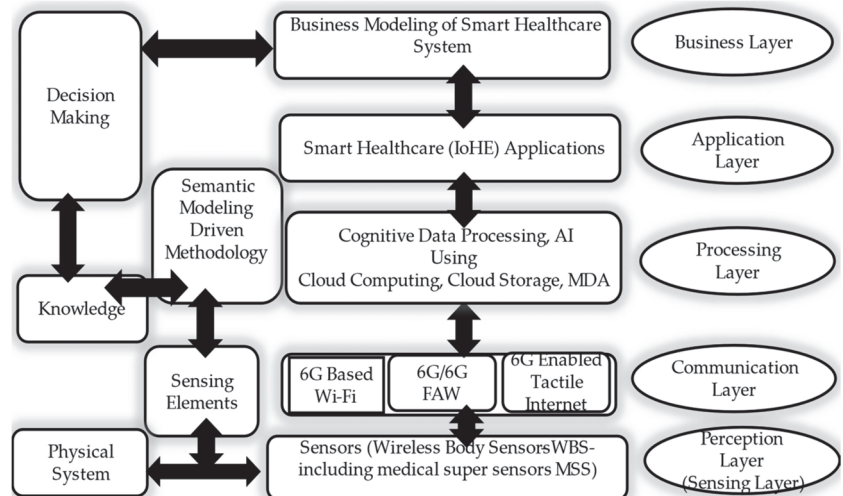 Business Modeling of Smart Healthcare
System
Business Layer
Decision
Making
Smart Healthcare (IoHE) Applications
Application
Layer
Semantic
Modeling
Driven
Methodology
Cognitive Data Processing, AI
Using
Cloud Computing, Cloud Storage, MDA
Processing
Layer
Knowledge
Sensing
Elements
6G Based
Wi-Fi
6G/6G
FAW
6G Enabled
Tactile
Internet
Communication
Layer
Physical
System
Sensors (Wireless Body Sensors-WBS-
including medical super sensors MSS)
Perception
Layer
(Sensing Layer)